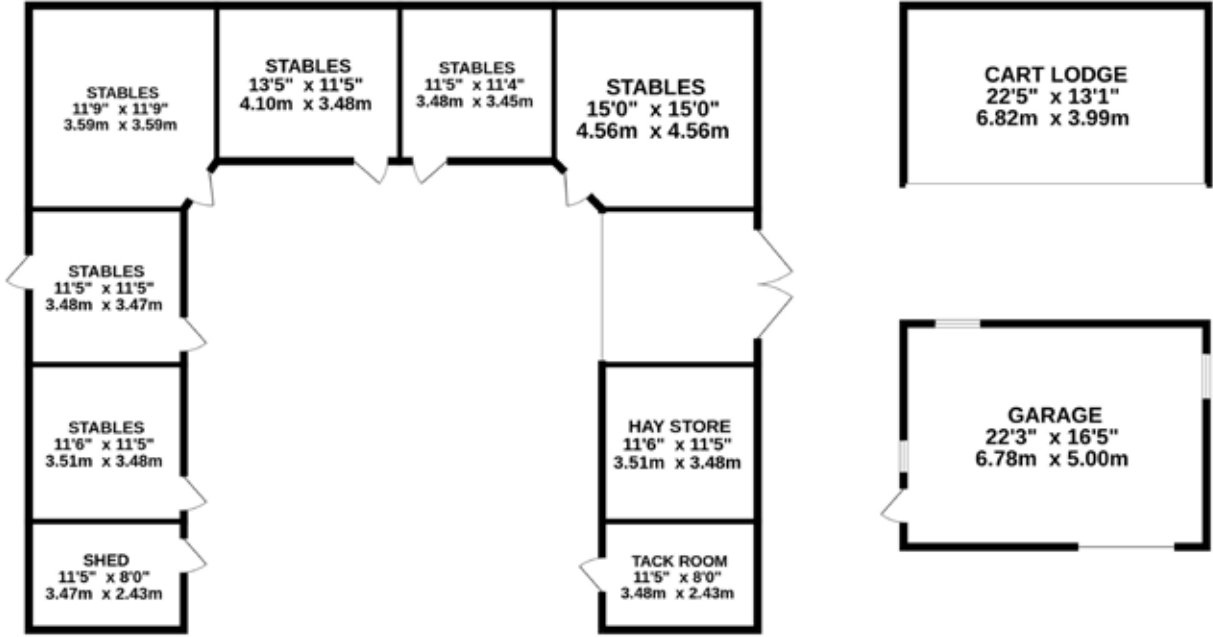 STABLES
11'9" x 11'9"
3.59m x 3.59m
STABLES
13'5" x 11'5"
4.10m x 3.48m
STABLES
11'5" x 11'4"
3.48m x 3.45m
STABLES
15'0" x 15'0"
4.56m x 4.56m
CART LODGE
22'5" x 13'1"
6.82m x 3.99m
STABLES
11'5" x 11'5"
3.48m x 3.47m
STABLES
11'6" x 11'5"
3.51m x 3.48m
HAY STORE
11'6" x 11'5"
3.51m x 3.48m
GARAGE
22'3" x 16'5"
6.78m x 5.00m
SHED
11'5" x 8'0"
3.47m x 2.43m
TACK ROOM
11'5" x 8'0"
3.48m x 2.43m